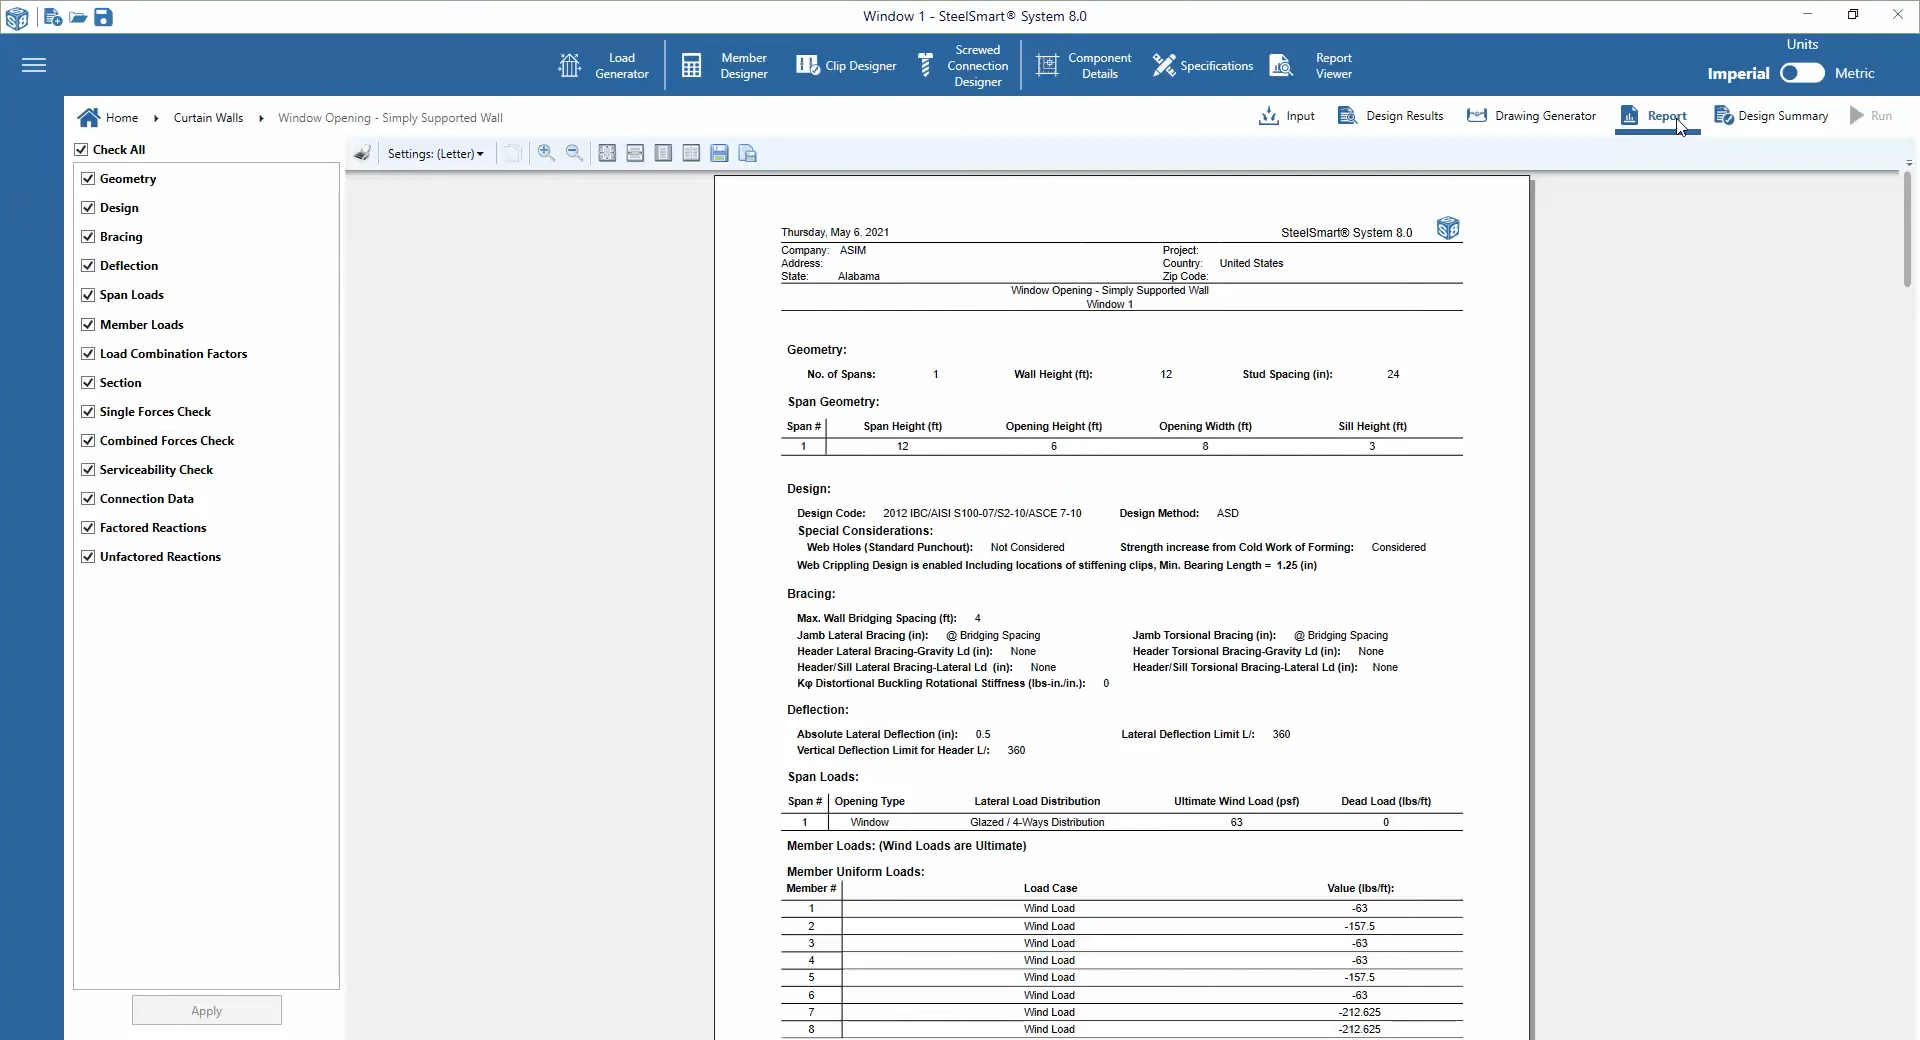 Window 1 - SteelSmart® System 8.0
Load Generator
Member Designer
Clip Designer
Screwed Connection Designer
Component Details
Specifications
Report Viewer
Units
Imperial Metric
Home Curtain Walls Window Opening - Simply Supported Wall
Input Design Results Drawing Generator Report Design Summary Run
Check All
Geometry
Design
Bracing
Deflection
Span Loads
Member Loads
Load Combination Factors
Section
Single Forces Check
Combined Forces Check
Serviceability Check
Connection Data
Factored Reactions
Unfactored Reactions
Apply
Settings: (Letter)
Thursday, May 6, 2021 SteelSmart® System 8.0
Company: ASIM Project:
Address: Country: United States
State: Alabama Zip Code:
Window Opening - Simply Supported Wall
Window 1
Geometry:
No. of Spans: 1 Wall Height (ft): 12 Stud Spacing (in): 24
Span Geometry:
Span # Span Height (ft) Opening Height (ft) Opening Width (ft) Sill Height (ft)
1 12 6 8 3
Design:
Design Code: 2012 IBC/AISI S100-07/S2-10/ASCE 7-10 Design Method: ASD
Special Considerations:
Web Holes (Standard Punchout): Not Considered Strength increase from Cold Work of Forming: Considered
Web Crippling Design is enabled Including locations of stiffening clips, Min. Bearing Length = 1.25 (in)
Bracing:
Max. Wall Bridging Spacing (ft): 4
Jamb Lateral Bracing (in): @ Bridging Spacing Jamb Torsional Bracing (in): @ Bridging Spacing
Header Lateral Bracing-Gravity Ld (in): None Header Torsional Bracing-Gravity Ld (in): None
Header/Sill Lateral Bracing-Lateral Ld (in): None Header/Sill Torsional Bracing-Lateral Ld (in): None
Kφ Distortional Buckling Rotational Stiffness (lbs-in./in.): 0
Deflection:
Absolute Lateral Deflection (in): 0.5 Lateral Deflection Limit L/: 360
Vertical Deflection Limit for Header L/: 360
Span Loads:
Span # Opening Type Lateral Load Distribution Ultimate Wind Load (psf) Dead Load (lbs/ft)
1 Window Glazed / 4-Ways Distribution 63 0
Member Loads: (Wind Loads are Ultimate)
Member Uniform Loads:
Member # Load Case Value (lbs/ft):
1 Wind Load -63
2 Wind Load -157.5
3 Wind Load -63
4 Wind Load -63
5 Wind Load -157.5
6 Wind Load -63
7 Wind Load -212.625
8 Wind Load -212.625